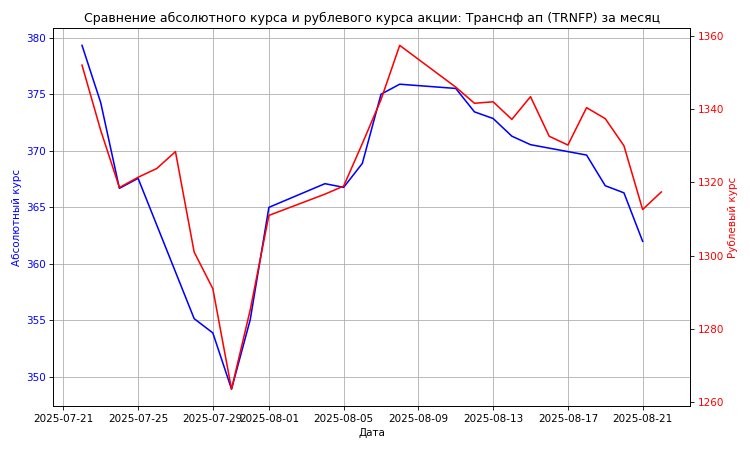 Сравнение абсолютного курса и рублевого курса акции: Транснф ап (TRNFP) за месяц
380
375
370
365
360
355
350
Абсолютный курс
1360
1340
1320
1300
1280
1260
Рублевый курс
2025-07-21 2025-07-25 2025-07-29 2025-08-01 2025-08-05 2025-08-09 2025-08-13 2025-08-17 2025-08-21
Дата